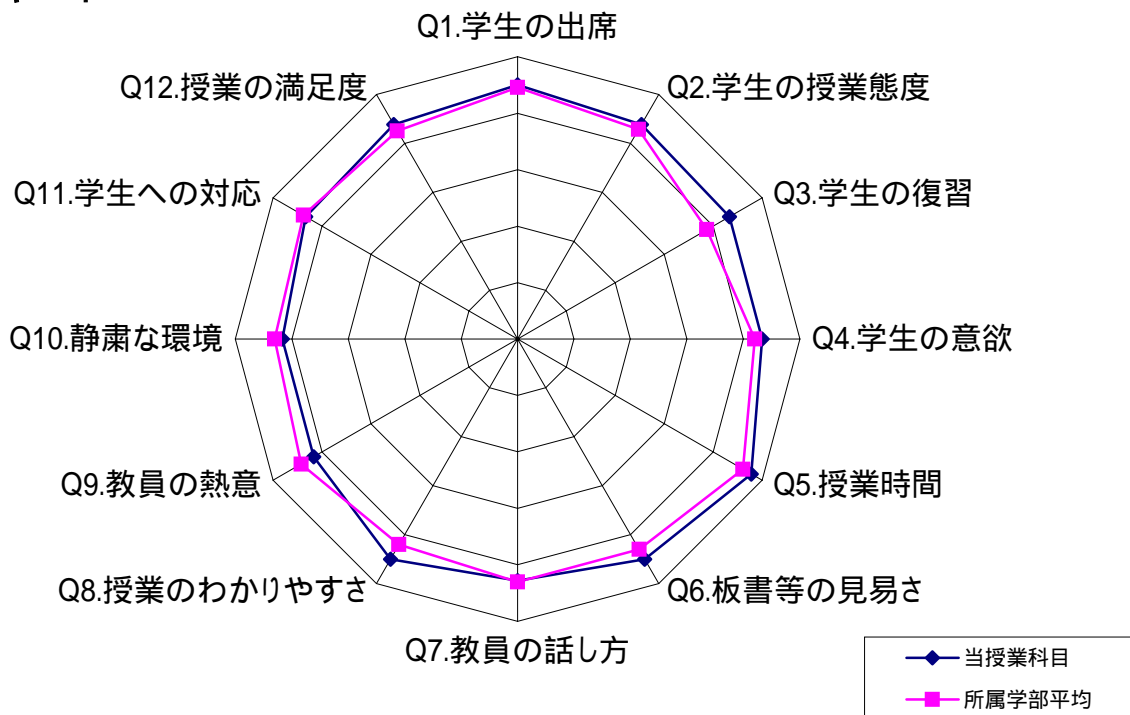 Q1.学生の出席
Q2.学生の授業態度
Q3.学生の復習
Q4.学生の意欲
Q5.授業時間
Q6.板書等の見易さ
Q7.教員の話し方
Q8.授業のわかりやすさ
Q9.教員の熱意
Q10.静粛な環境
Q11.学生への対応
Q12.授業の満足度
当授業科目
所属学部平均